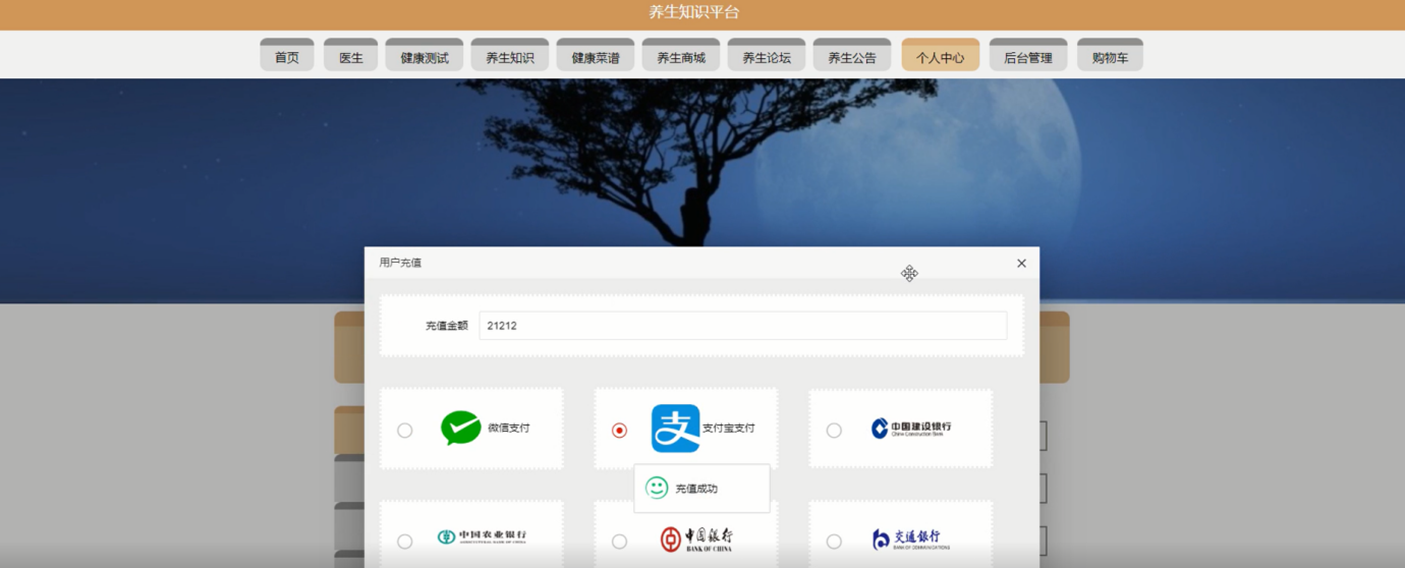 养生知识平台
首页 医生 健康测试 养生知识 健康菜谱 养生商城 养生论坛 养生公告 个人中心 后台管理 购物车
用户充值
充值金额 21212
微信支付 支 支付宝支付 中国建设银行
China Construction Bank
充值成功
中国农业银行 中国银行 交通银行
AGRICULTURAL BANK OF CHINA BANK OF CHINA BANK OF COMMUNICATIONS